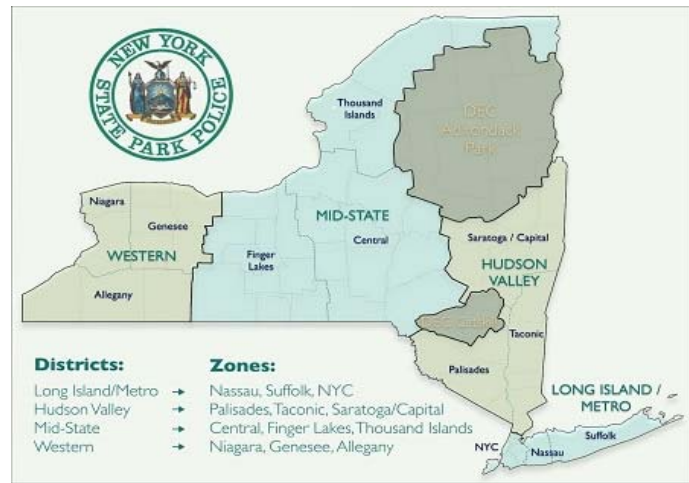 NEW YORK
STATE PARK POLICE
Thousand
Islands
DEC
Adirondack
Park
Niagara
Genesee
WESTERN
Allegany
MID-STATE
Central
Finger
Lakes
Saratoga / Capital
HUDSON
VALLEY
Taconic
Palisades
Districts:
Long Island/Metro →
Hudson Valley →
Mid-State →
Western →
Zones:
Nassau, Suffolk, NYC
Palisades, Taconic, Saratoga/Capital
Central, Finger Lakes, Thousand Islands
Niagara, Genesee, Allegany
LONG ISLAND /
METRO
NYC
Nassau
Suffolk